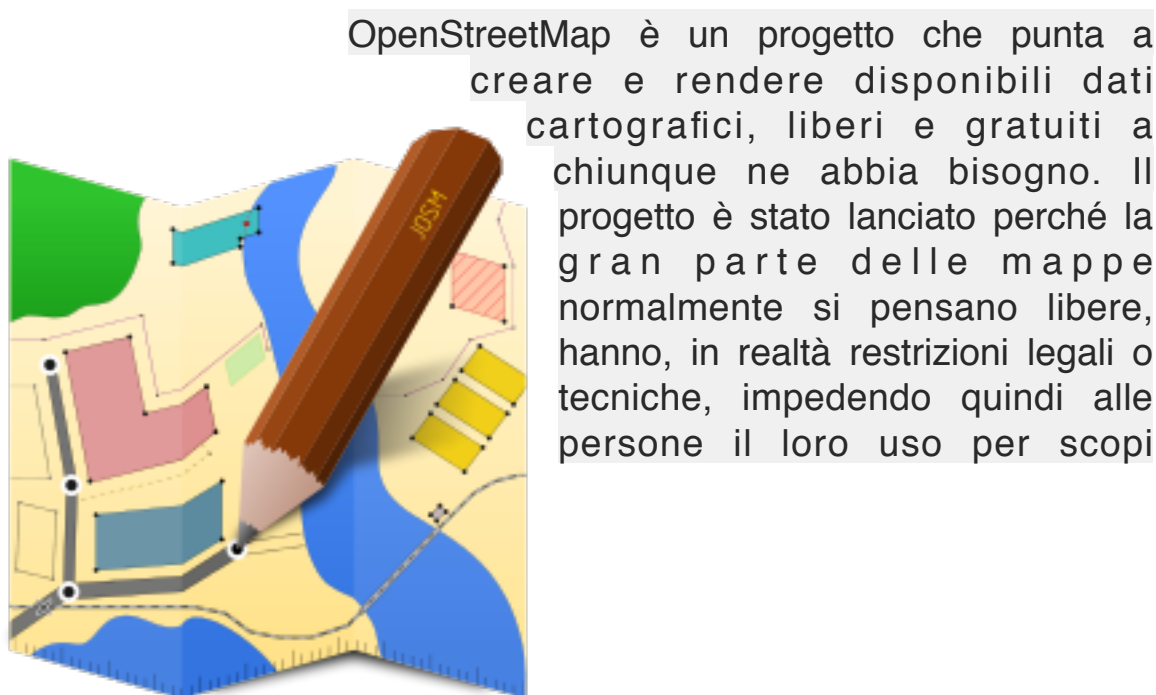 OpenStreetMap è un progetto che punta a
creare e rendere disponibili dati
cartografici, liberi e gratuiti a
chiunque ne abbia bisogno. Il
progetto è stato lanciato perché la
gran parte delle mappe
normalmente si pensano libere,
hanno, in realtà restrizioni legali o
tecniche, impedendo quindi alle
persone il loro uso per scopi
JOSM